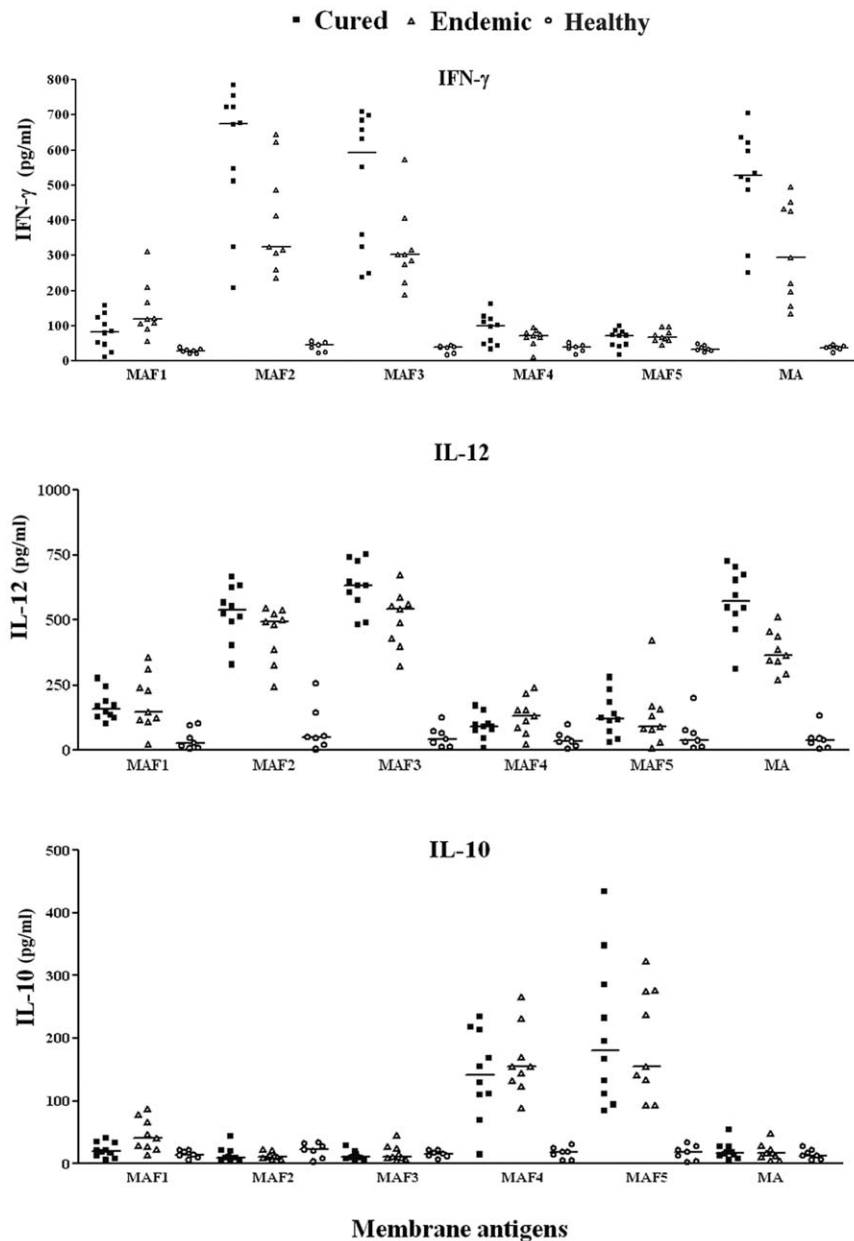 Cured Endemic Healthy
IFN-γ
IFN-γ (pg/ml)
800
700
600
500
400
300
200
100
0
MAF1 MAF2 MAF3 MAF4 MAF5 MA
IL-12
IL-12 (pg/ml)
1000
750
500
250
0
MAF1 MAF2 MAF3 MAF4 MAF5 MA
IL-10
IL-10 (pg/ml)
500
400
300
200
100
0
MAF1 MAF2 MAF3 MAF4 MAF5 MA
Membrane antigens